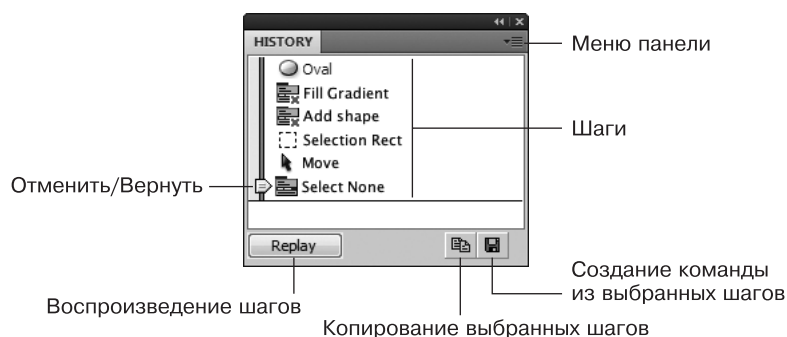 HISTORY
Меню панели
Oval
Fill Gradient
Add shape
Шаги
Selection Rect
Move
Отменить/Вернуть
Select None
Replay
Создание команды
из выбранных шагов
Воспроизведение шагов
Копирование выбранных шагов